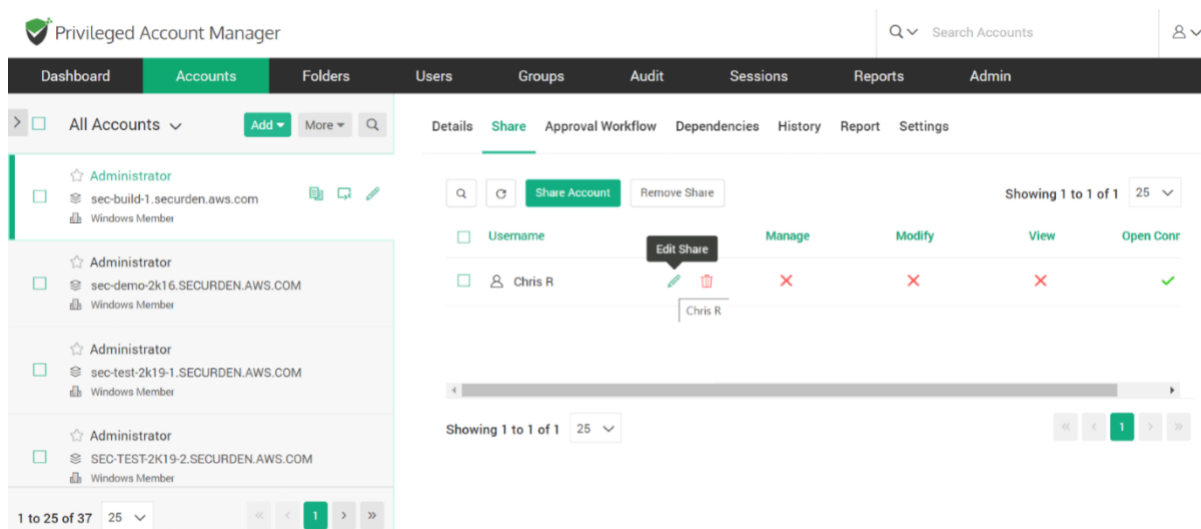 Privileged Account Manager
Search Accounts
Dashboard Accounts Folders Users Groups Audit Sessions Reports Admin
All Accounts Add More
Administrator
sec-build-1.securden.aws.com
Windows Member
Administrator
sec-demo-2k16.SECURDEN.AWS.COM
Windows Member
Administrator
sec-test-2k19-1.SECURDEN.AWS.COM
Windows Member
Administrator
SEC-TEST-2K19-2.SECURDEN.AWS.COM
Windows Member
1 to 25 of 37 25 « ‹ 1 › »
Details Share Approval Workflow Dependencies History Report Settings
Share Account Remove Share Showing 1 to 1 of 1 25
Username Manage Modify View Open Conr
Edit Share
Chris R
Chris R
Showing 1 to 1 of 1 25 « ‹ 1 › »